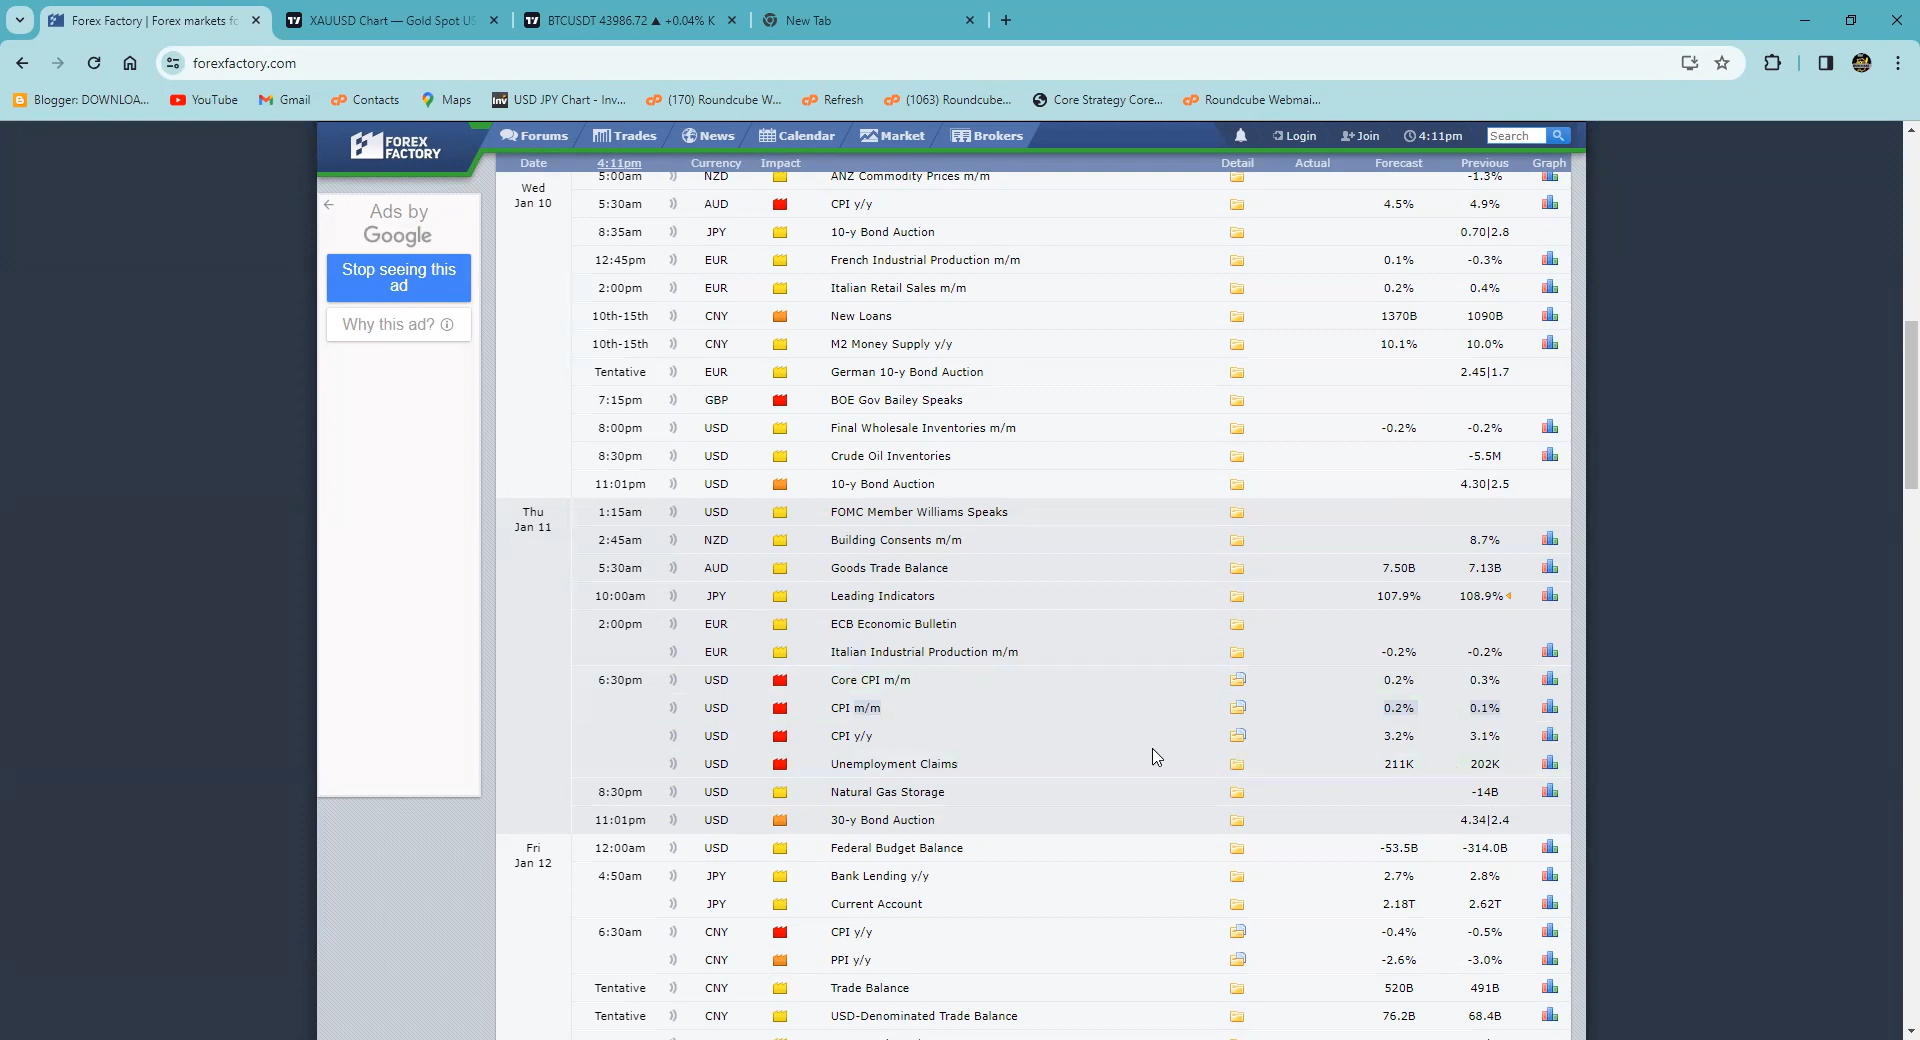 Forex Factory | Forex markets fo
XAUUSD Chart — Gold Spot US
BTCUSDT 43986.72 ▲ +0.04% K
New Tab
forexfactory.com
Blogger: DOWNLOA...
YouTube
Gmail
Contacts
Maps
USD JPY Chart - Inv...
(170) Roundcube W...
Refresh
(1063) Roundcube...
Core Strategy Core...
Roundcube Webmai...
FOREX
FACTORY
Forums
Trades
News
Calendar
Market
Brokers
Login
Join
4:11pm
Search
Date 4:11pm Currency Impact Detail Actual Forecast Previous Graph
Ads by
Google
Stop seeing this
ad
Why this ad?
Wed
Jan 10
5:00am NZD ANZ Commodity Prices m/m -1.3%
5:30am AUD CPI y/y 4.5% 4.9%
8:35am JPY 10-y Bond Auction 0.70|2.8
12:45pm EUR French Industrial Production m/m 0.1% -0.3%
2:00pm EUR Italian Retail Sales m/m 0.2% 0.4%
10th-15th CNY New Loans 1370B 1090B
10th-15th CNY M2 Money Supply y/y 10.1% 10.0%
Tentative EUR German 10-y Bond Auction 2.45|1.7
7:15pm GBP BOE Gov Bailey Speaks
8:00pm USD Final Wholesale Inventories m/m -0.2% -0.2%
8:30pm USD Crude Oil Inventories -5.5M
11:01pm USD 10-y Bond Auction 4.30|2.5
Thu
Jan 11
1:15am USD FOMC Member Williams Speaks
2:45am NZD Building Consents m/m 8.7%
5:30am AUD Goods Trade Balance 7.50B 7.13B
10:00am JPY Leading Indicators 107.9% 108.9%
2:00pm EUR ECB Economic Bulletin
EUR Italian Industrial Production m/m -0.2% -0.2%
6:30pm USD Core CPI m/m 0.2% 0.3%
USD CPI m/m 0.2% 0.1%
USD CPI y/y 3.2% 3.1%
USD Unemployment Claims 211K 202K
8:30pm USD Natural Gas Storage -14B
11:01pm USD 30-y Bond Auction 4.34|2.4
Fri
Jan 12
12:00am USD Federal Budget Balance -53.5B -314.0B
4:50am JPY Bank Lending y/y 2.7% 2.8%
JPY Current Account 2.18T 2.62T
6:30am CNY CPI y/y -0.4% -0.5%
CNY PPI y/y -2.6% -3.0%
Tentative CNY Trade Balance 520B 491B
Tentative CNY USD-Denominated Trade Balance 76.2B 68.4B